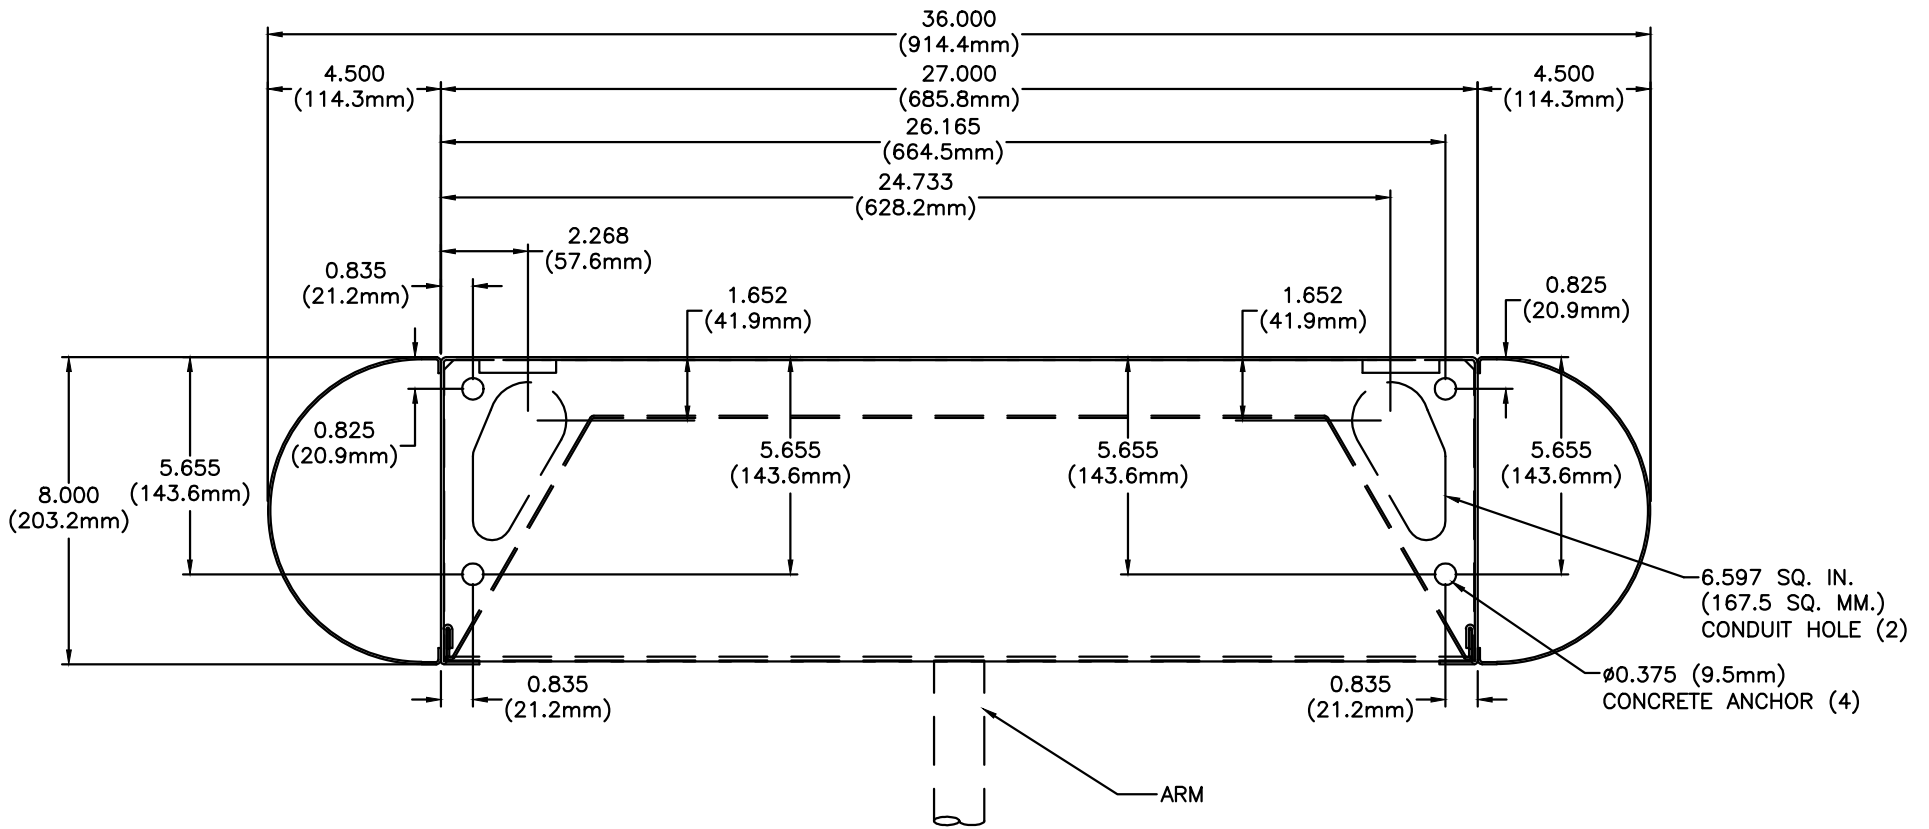 36.000
(914.4mm)
4.500
(114.3mm)
27.000
(685.8mm)
4.500
(114.3mm)
26.165
(664.5mm)
24.733
(628.2mm)
2.268
(57.6mm)
0.835
(21.2mm)
1.652
(41.9mm)
1.652
(41.9mm)
0.825
(20.9mm)
0.825
(20.9mm)
5.655
(143.6mm)
8.000
(203.2mm)
5.655
(143.6mm)
5.655
(143.6mm)
5.655
(143.6mm)
6.597 SQ. IN.
(167.5 SQ. MM.)
CONDUIT HOLE (2)
ø0.375 (9.5mm)
CONCRETE ANCHOR (4)
0.835
(21.2mm)
0.835
(21.2mm)
ARM